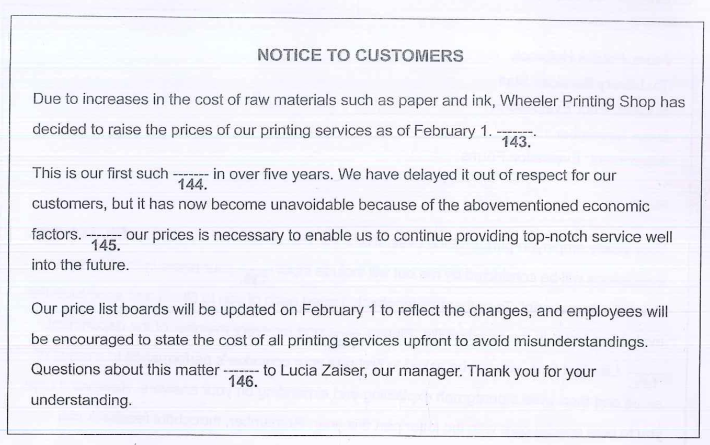 NOTICE TO CUSTOMERS
Due to increases in the cost of raw materials such as paper and ink, Wheeler Printing Shop has
decided to raise the prices of our printing services as of February 1. -------.
143.
This is our first such ------- in over five years. We have delayed it out of respect for our
144.
customers, but it has now become unavoidable because of the abovementioned economic
factors. ------- our prices is necessary to enable us to continue providing top-notch service well
145.
into the future.
Our price list boards will be updated on February 1 to reflect the changes, and employees will
be encouraged to state the cost of all printing services upfront to avoid misunderstandings.
Questions about this matter ------- to Lucia Zaiser, our manager. Thank you for your
146.
understanding.